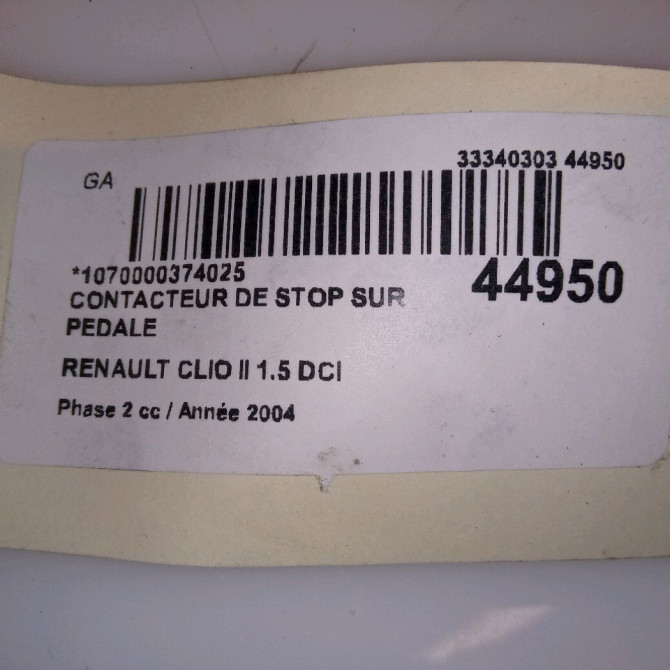 33340303 44950
GA
*1070000374025
44950
CONTACTEUR DE STOP SUR
PEDALE
RENAULT CLIO II 1.5 DCI
Phase 2 cc / Année 2004